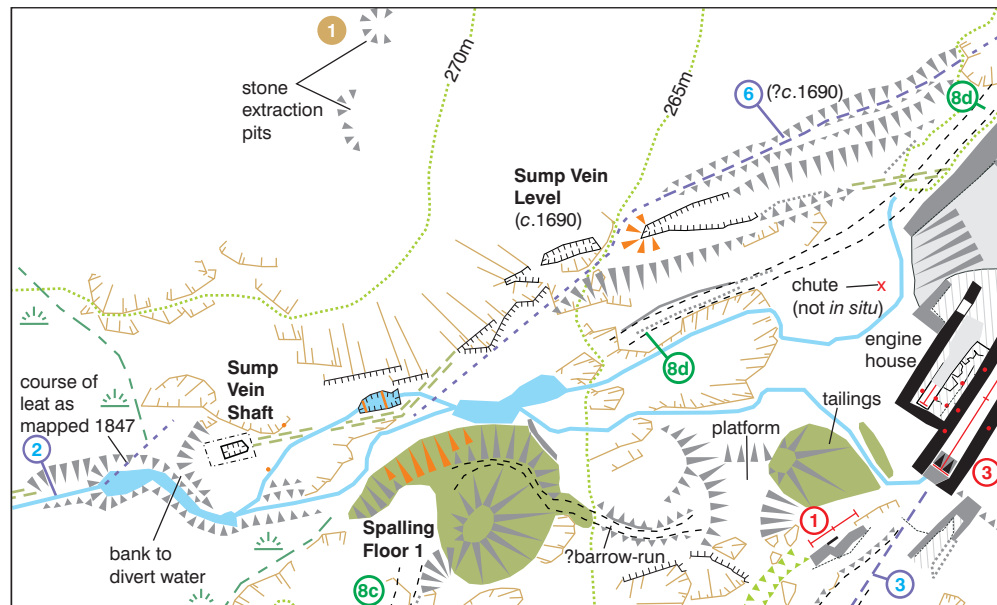 1
stone
extraction
pits
270m
265m
6 (?c.1690)
8d
Sump Vein
Level
(c.1690)
chute
(not in situ)
x
engine
house
8d
course of
leat as
mapped 1847
2
Sump
Vein
Shaft
tailings
platform
3
1
bank to
divert water
Spalling
Floor 1
?barrow-run
8c
3